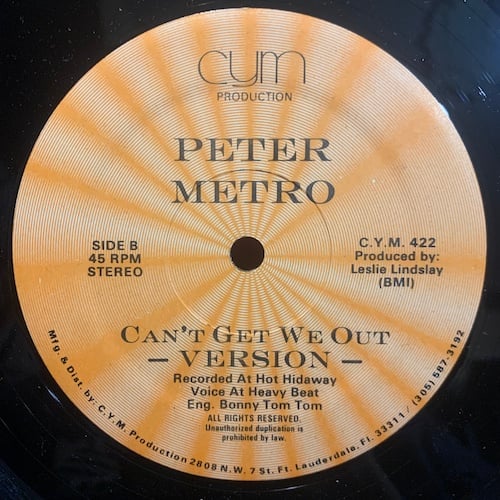 cym
PRODUCTION
PETER
METRO
SIDE B
45 RPM
STEREO
C.Y.M. 422
Produced by:
Leslie Lindslay
(BMI)
CAN'T GET WE OUT
– VERSION –
Recorded At Hot Hidaway
Voice At Heavy Beat
Eng. Bonny Tom Tom
ALL RIGHTS RESERVED.
Unauthorized duplication is
prohibited by law.
Mfg. & Dist. by: C.Y.M. Production 2808 N.W. 7 St. Ft. Lauderdale, Fl. 33311 / (305) 587-3192